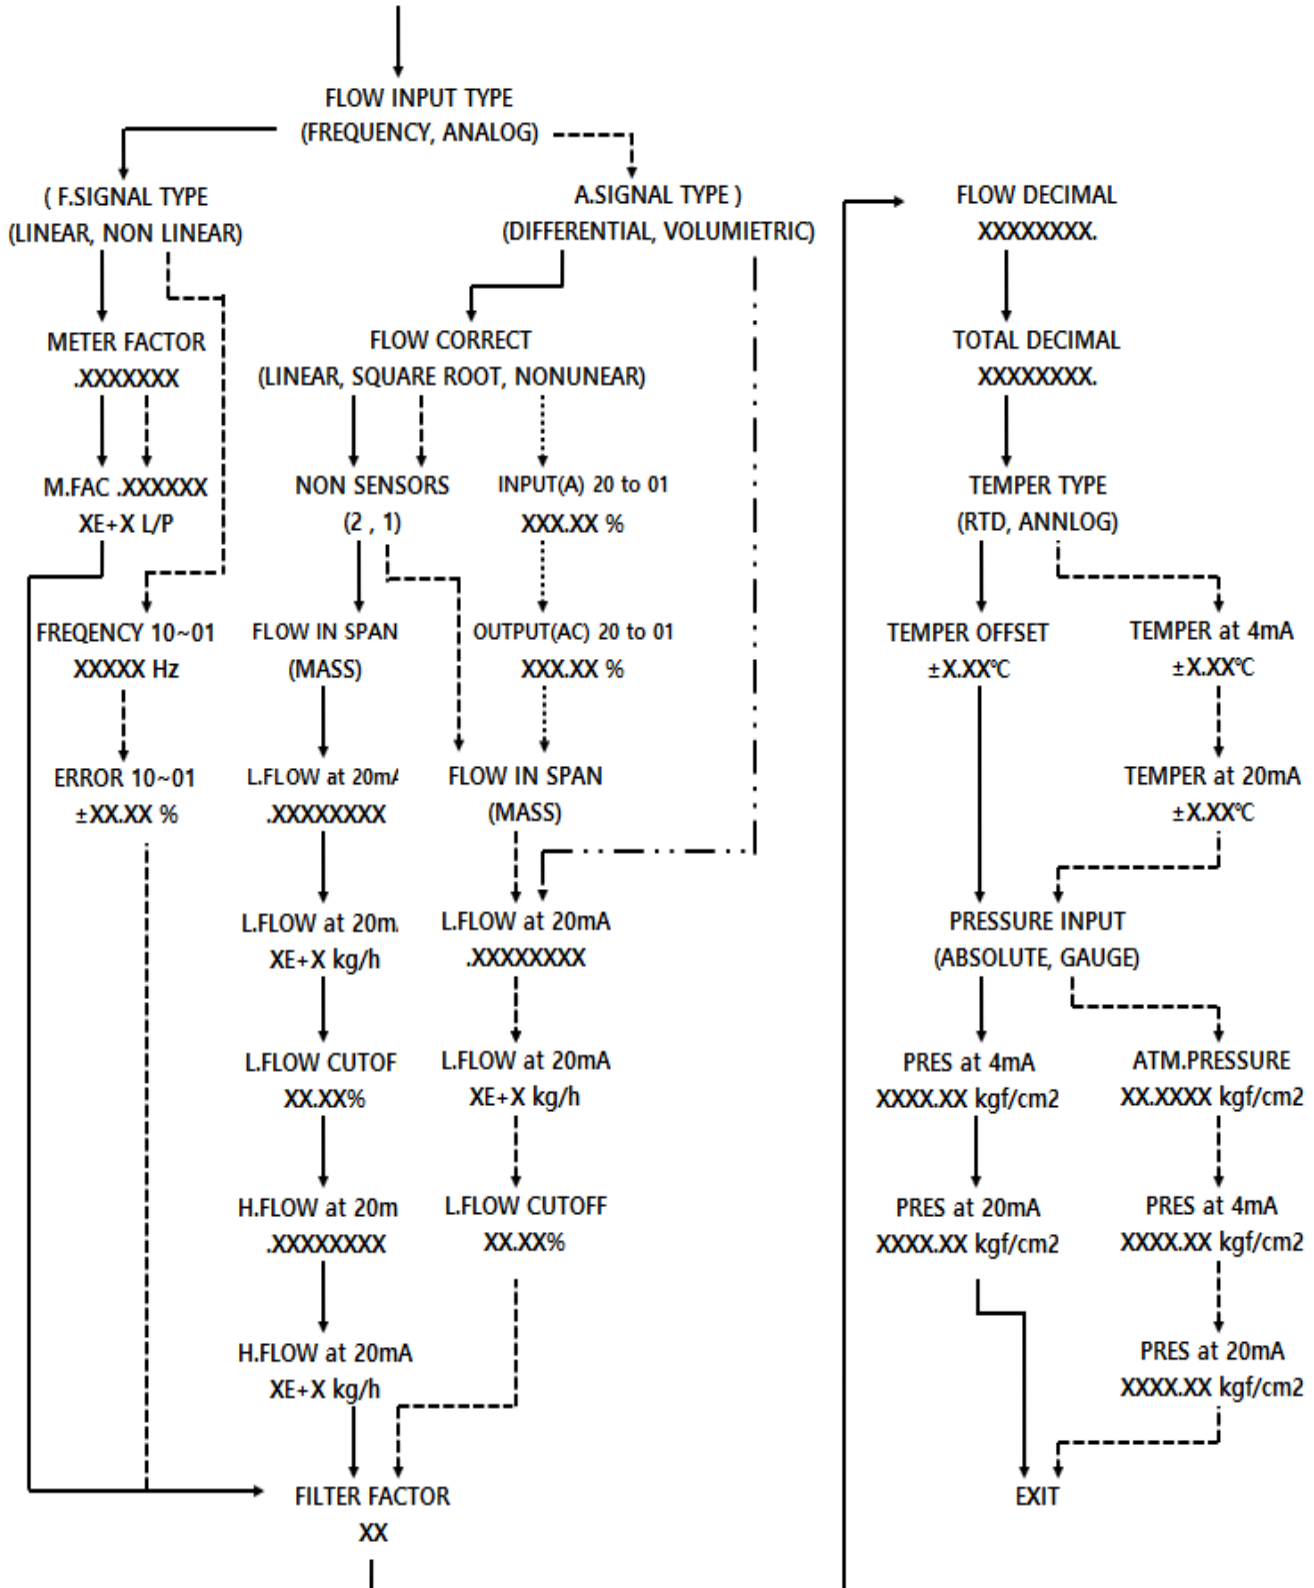 FLOW INPUT TYPE
(FREQUENCY, ANALOG)
( F.SIGNAL TYPE
(LINEAR, NON LINEAR)
A.SIGNAL TYPE )
(DIFFERENTIAL, VOLUMIETRIC)
METER FACTOR
.XXXXXXX
FLOW CORRECT
(LINEAR, SQUARE ROOT, NONUNEAR)
M.FAC .XXXXXX
XE+X L/P
NON SENSORS
(2 , 1)
INPUT(A) 20 to 01
XXX.XX %
FREQENCY 10~01
XXXXX Hz
FLOW IN SPAN
(MASS)
OUTPUT(AC) 20 to 01
XXX.XX %
ERROR 10~01
±XX.XX %
L.FLOW at 20mA
.XXXXXXXX
FLOW IN SPAN
(MASS)
L.FLOW at 20m
XE+X kg/h
L.FLOW at 20mA
.XXXXXXXX
L.FLOW CUTOF
XX.XX%
L.FLOW at 20mA
XE+X kg/h
H.FLOW at 20m
.XXXXXXXX
L.FLOW CUTOFF
XX.XX%
H.FLOW at 20mA
XE+X kg/h
FILTER FACTOR
XX
FLOW DECIMAL
XXXXXXXX.
TOTAL DECIMAL
XXXXXXXX.
TEMPER TYPE
(RTD, ANNLOG)
TEMPER OFFSET
±X.XX℃
TEMPER at 4mA
±X.XX℃
TEMPER at 20mA
±X.XX℃
PRESSURE INPUT
(ABSOLUTE, GAUGE)
PRES at 4mA
XXXX.XX kgf/cm2
ATM.PRESSURE
XX.XXXX kgf/cm2
PRES at 20mA
XXXX.XX kgf/cm2
PRES at 4mA
XXXX.XX kgf/cm2
PRES at 20mA
XXXX.XX kgf/cm2
EXIT